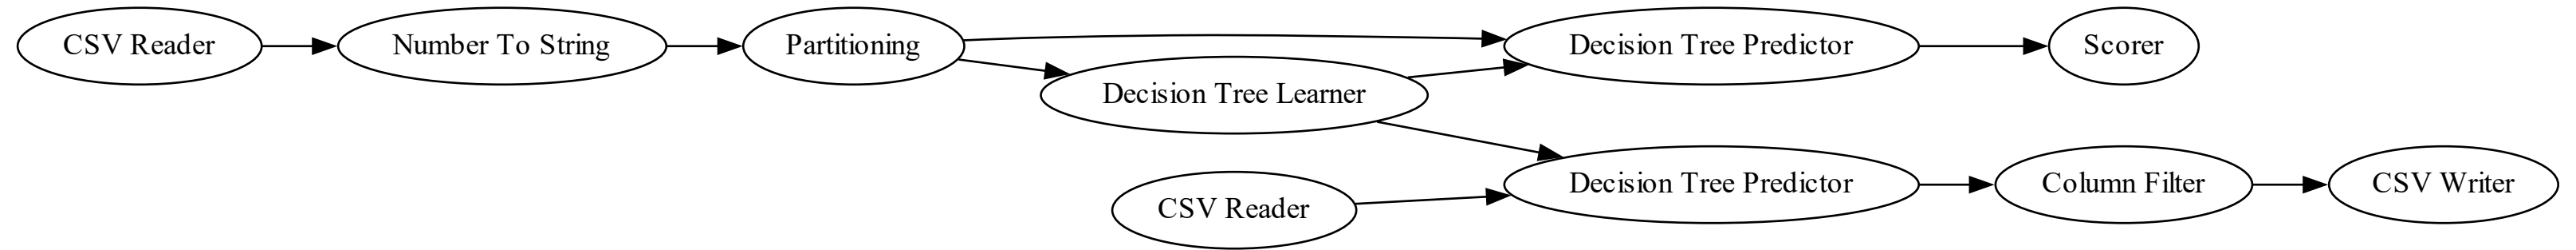 CSV Reader
Number To String
Partitioning
Decision Tree Predictor
Scorer
Decision Tree Learner
Decision Tree Predictor
Column Filter
CSV Writer
CSV Reader